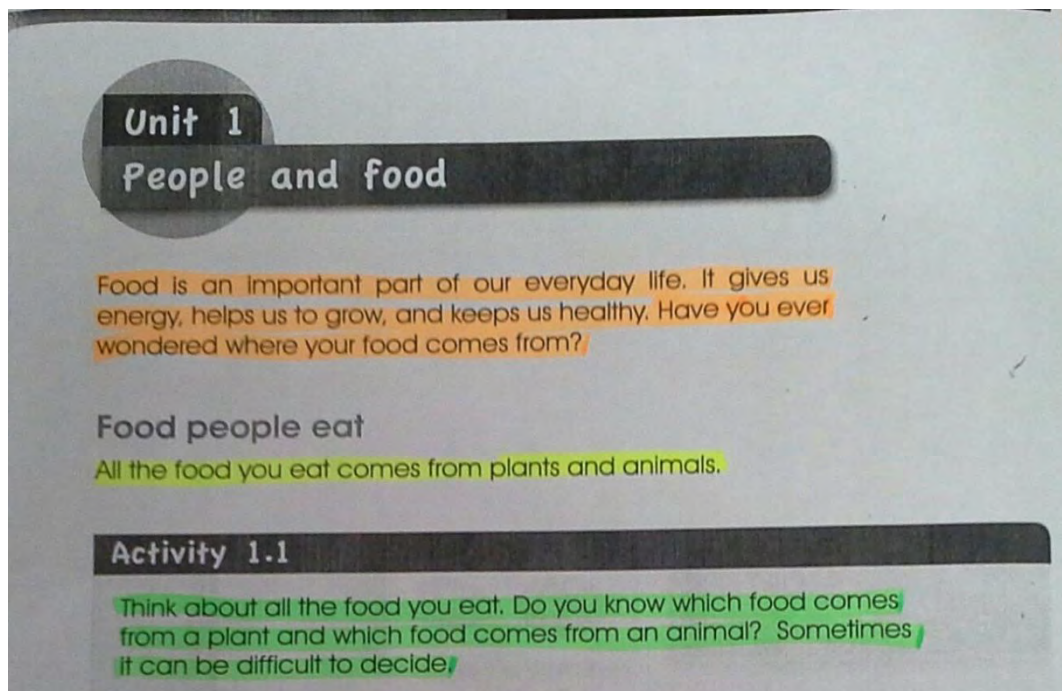 Unit 1
People and food
Food is an important part of our everyday life. It gives us
energy, helps us to grow, and keeps us healthy. Have you ever
wondered where your food comes from?
Food people eat
All the food you eat comes from plants and animals.
Activity 1.1
Think about all the food you eat. Do you know which food comes
from a plant and which food comes from an animal? Sometimes
it can be difficult to decide.